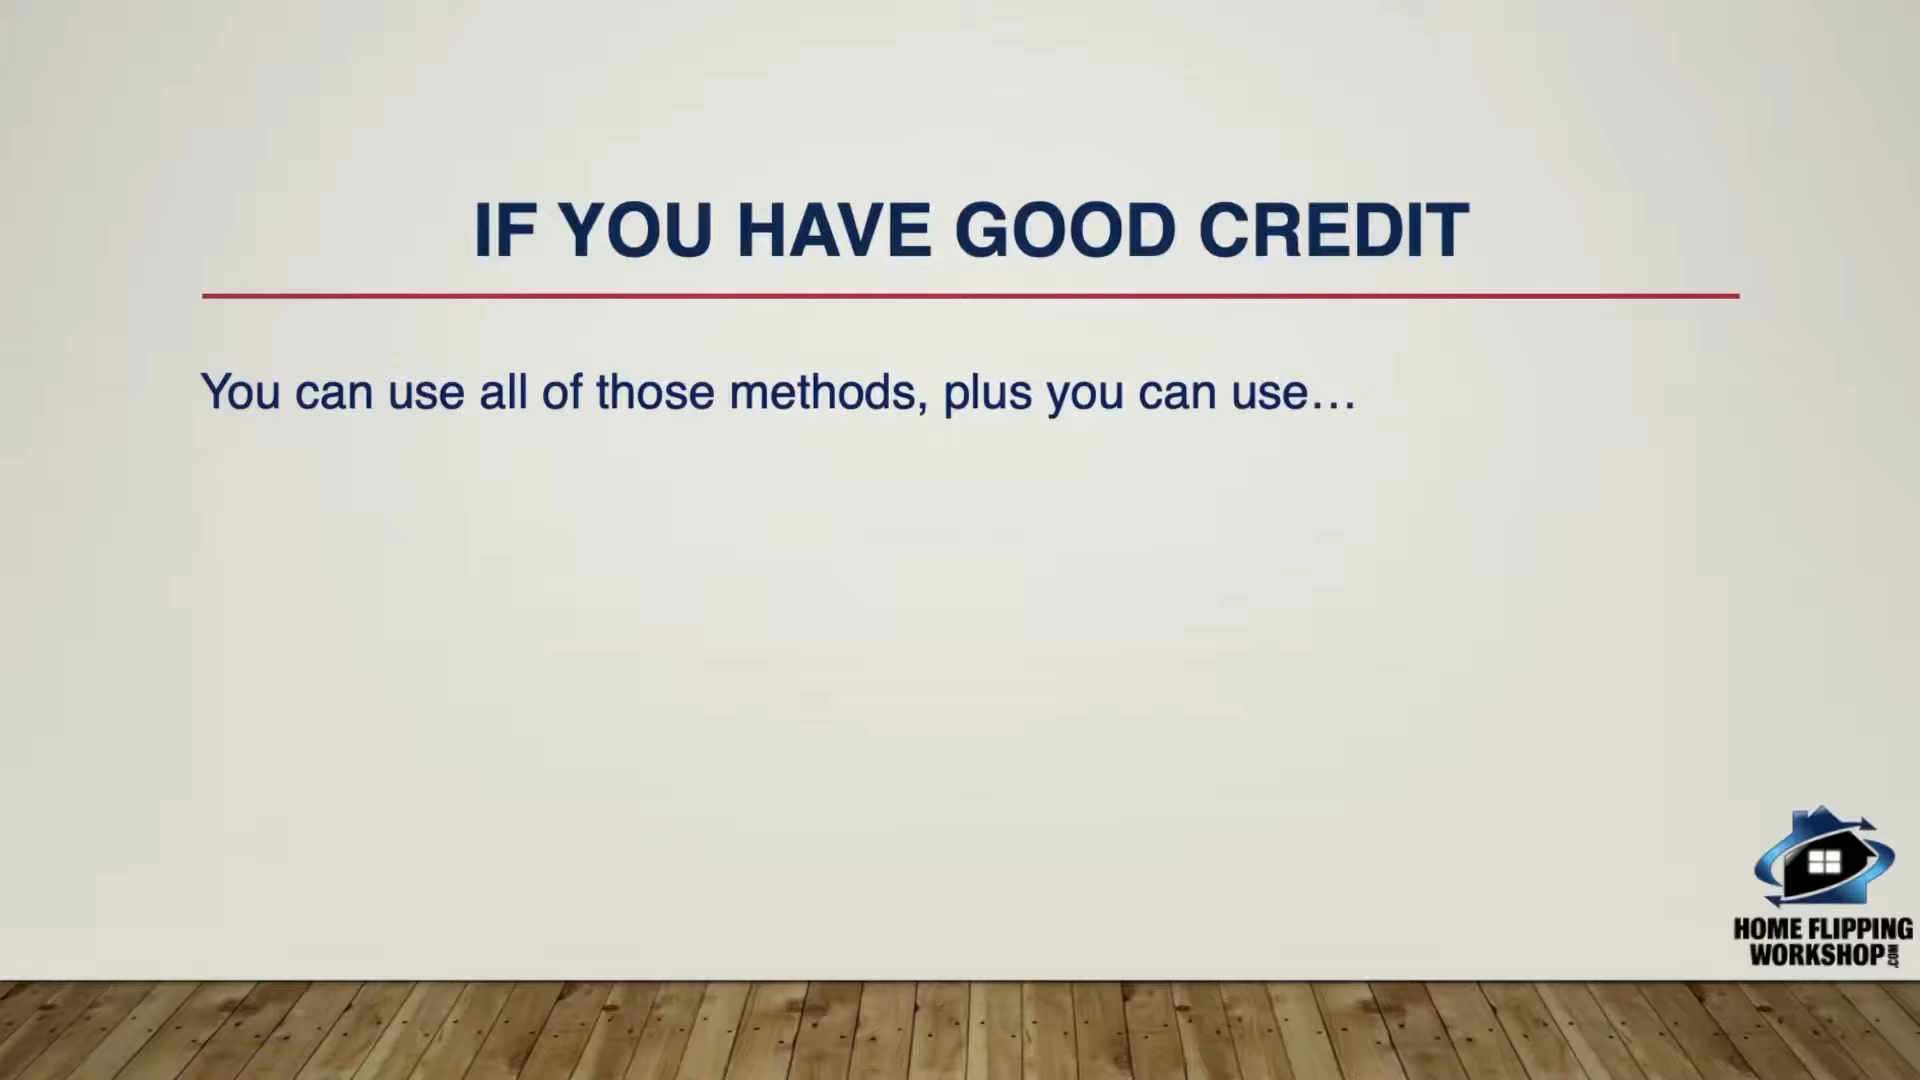 IF YOU HAVE GOOD CREDIT
You can use all of those methods, plus you can use…
HOME FLIPPING
WORKSHOP.COM